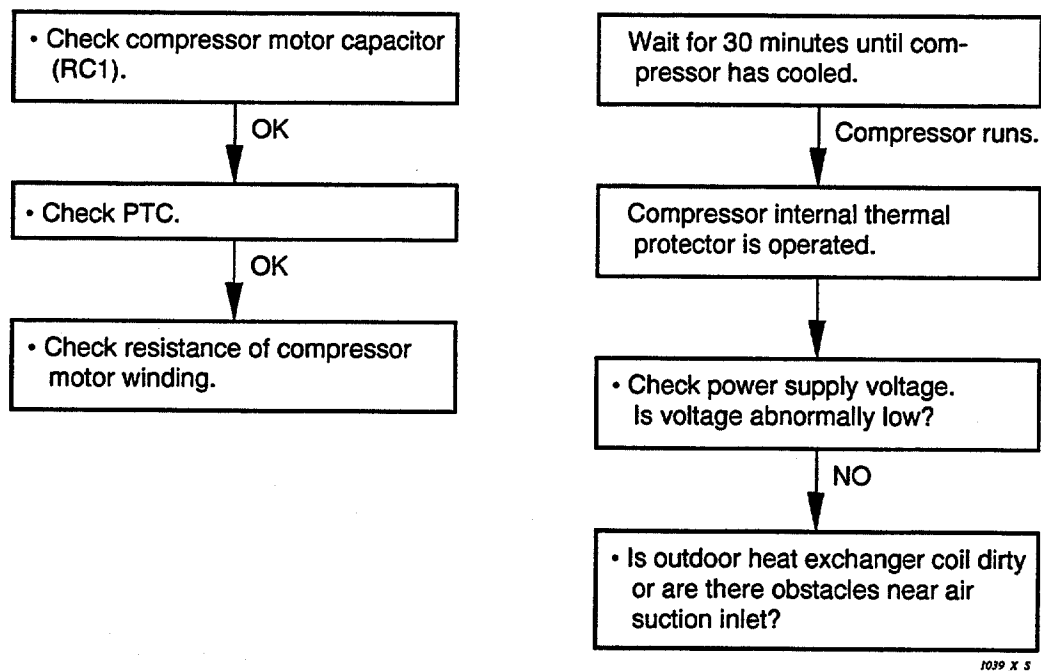 • Check compressor motor capacitor
(RC1).
OK
• Check PTC.
OK
• Check resistance of compressor
motor winding.
Wait for 30 minutes until com-
pressor has cooled.
Compressor runs.
Compressor internal thermal
protector is operated.
• Check power supply voltage.
Is voltage abnormally low?
NO
• Is outdoor heat exchanger coil dirty
or are there obstacles near air
suction inlet?
1039 X S